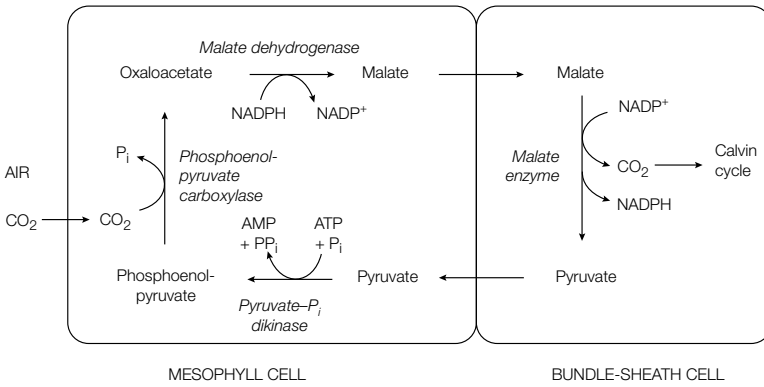 Malate dehydrogenase
Oxaloacetate
Malate
Malate
NADPH
NADP⁺
NADP⁺
Pᵢ
Phosphoenol-
pyruvate
carboxylase
Malate
enzyme
CO₂
Calvin
cycle
AIR
NADPH
CO₂
CO₂
AMP
+ PPᵢ
ATP
+ Pᵢ
Phosphoenol-
pyruvate
Pyruvate
Pyruvate
Pyruvate–Pᵢ
dikinase
MESOPHYLL CELL
BUNDLE-SHEATH CELL